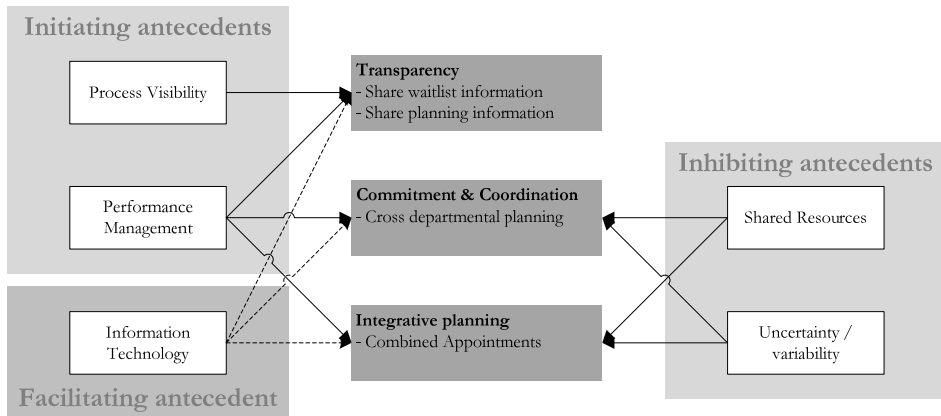 Initiating antecedents
Process Visibility
Performance
Management
Information
Technology
Facilitating antecedent
Transparency
- Share waitlist information
- Share planning information
Commitment & Coordination
- Cross departmental planning
Integrative planning
- Combined Appointments
Inhibiting antecedents
Shared Resources
Uncertainty /
variability